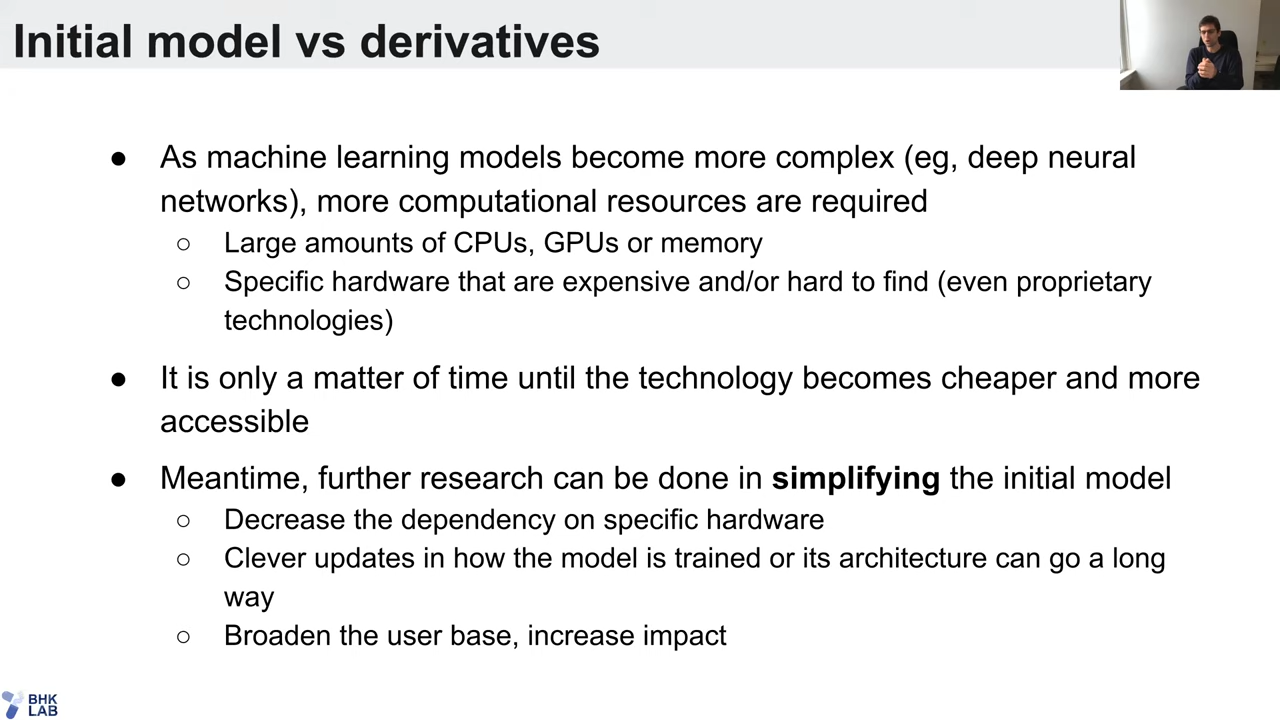 Initial model vs derivatives
● As machine learning models become more complex (eg, deep neural
networks), more computational resources are required
○ Large amounts of CPUs, GPUs or memory
○ Specific hardware that are expensive and/or hard to find (even proprietary
technologies)
● It is only a matter of time until the technology becomes cheaper and more
accessible
● Meantime, further research can be done in simplifying the initial model
○ Decrease the dependency on specific hardware
○ Clever updates in how the model is trained or its architecture can go a long
way
○ Broaden the user base, increase impact
BHK
LAB